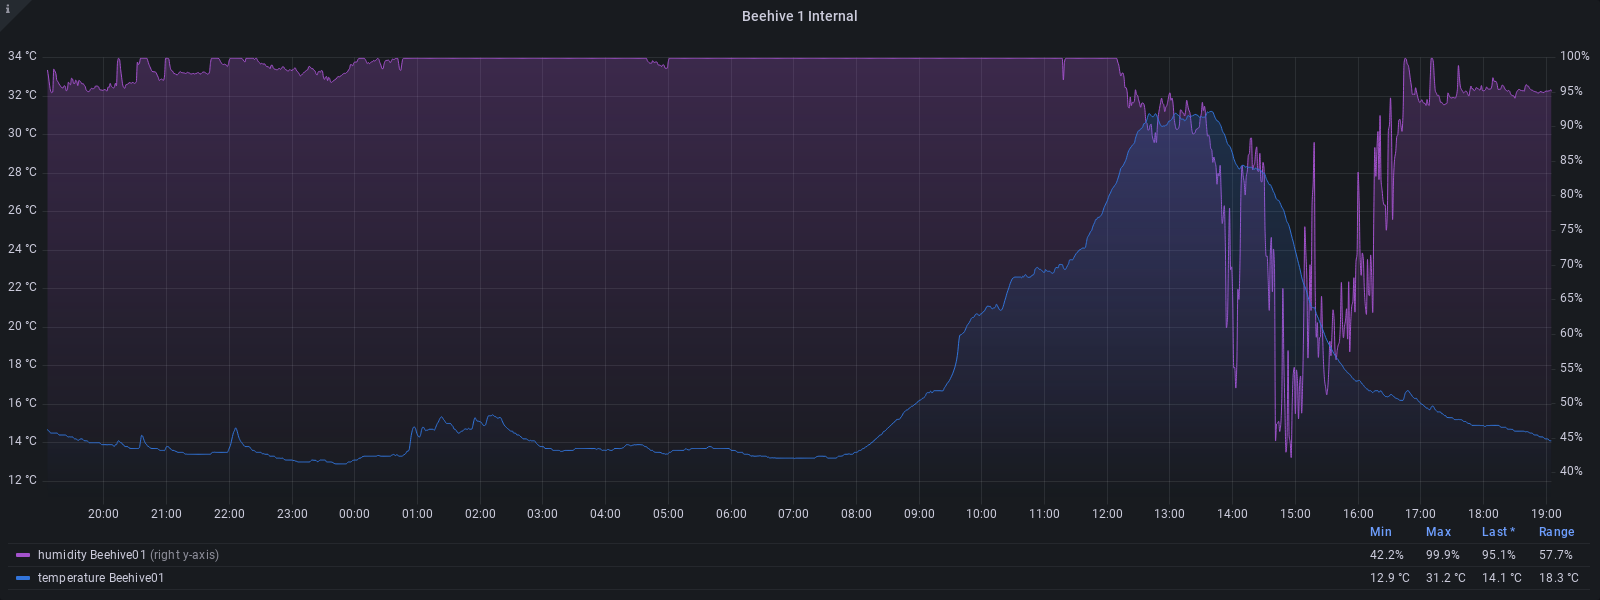 i
Beehive 1 Internal
34 °C
32 °C
30 °C
28 °C
26 °C
24 °C
22 °C
20 °C
18 °C
16 °C
14 °C
12 °C
100%
95%
90%
85%
80%
75%
70%
65%
60%
55%
50%
45%
40%
20:00 21:00 22:00 23:00 00:00 01:00 02:00 03:00 04:00 05:00 06:00 07:00 08:00 09:00 10:00 11:00 12:00 13:00 14:00 15:00 16:00 17:00 18:00 19:00
Min Max Last * Range
humidity Beehive01 (right y-axis) 42.2% 99.9% 95.1% 57.7%
temperature Beehive01 12.9 °C 31.2 °C 14.1 °C 18.3 °C